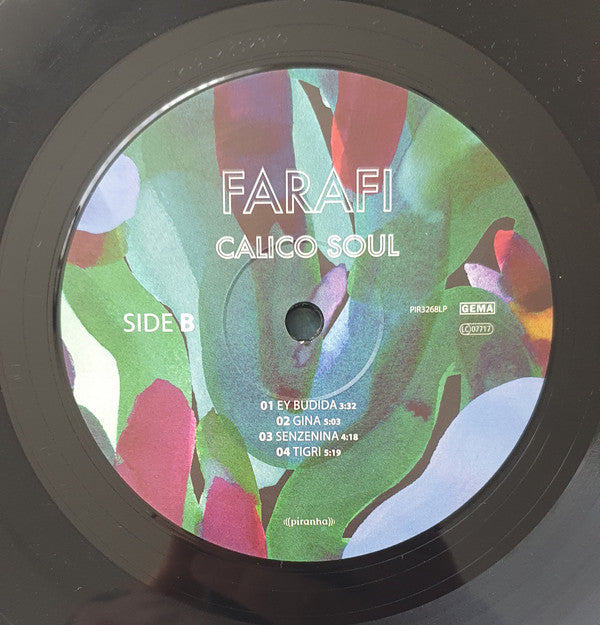 FARAFI
CALICO SOUL
SIDE B
PIR3268LP GEMA
LC 07717
01 EY BUDIDA 3:32
02 GINA 5:03
03 SENZENINA 4:18
04 TIGRI 5:19
((piranha))